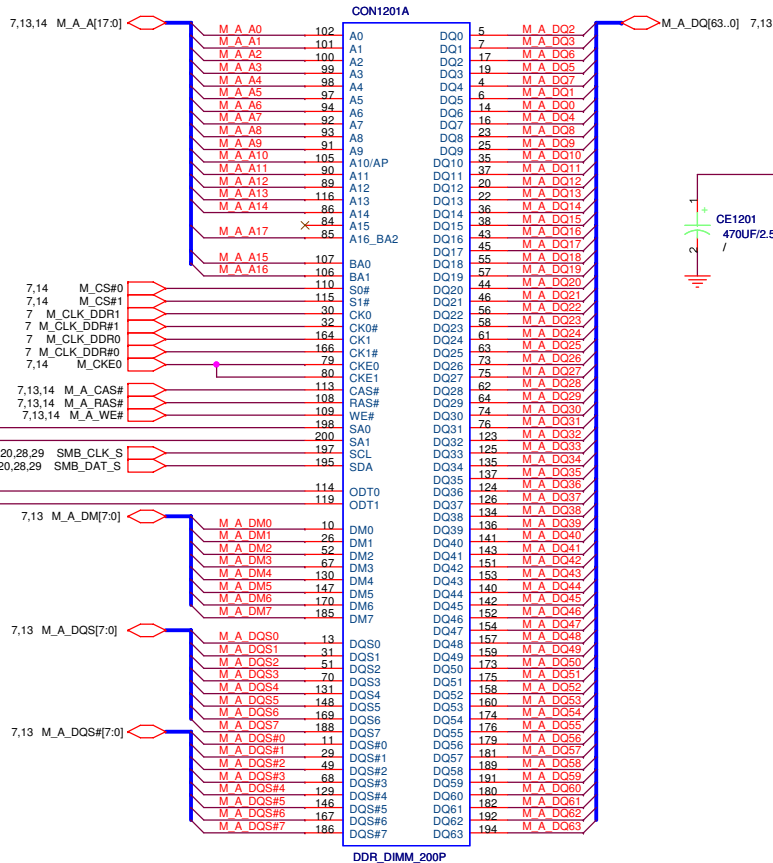 CON1201A
7,13,14 M_A_A[17:0] M_A_DQ[63..0] 7,13
M_A_A0 102 A0 DQ0 5 M_A_DQ2
M_A_A1 101 A1 DQ1 7 M_A_DQ3
M_A_A2 100 A2 DQ2 17 M_A_DQ6
M_A_A3 99 A3 DQ3 19 M_A_DQ5
M_A_A4 98 A4 DQ4 4 M_A_DQ7
M_A_A5 97 A5 DQ5 6 M_A_DQ1
M_A_A6 94 A6 DQ6 14 M_A_DQ0
M_A_A7 92 A7 DQ7 16 M_A_DQ4
M_A_A8 93 A8 DQ8 23 M_A_DQ8
M_A_A9 91 A9 DQ9 25 M_A_DQ9
M_A_A10 105 A10/AP DQ10 35 M_A_DQ10
M_A_A11 90 A11 DQ11 37 M_A_DQ11
M_A_A12 89 A12 DQ12 20 M_A_DQ12
M_A_A13 116 A13 DQ13 22 M_A_DQ13
M_A_A14 86 A14 DQ14 36 M_A_DQ14
84 A15 DQ15 38 M_A_DQ15
M_A_A17 85 A16_BA2 DQ16 43 M_A_DQ16
DQ17 45 M_A_DQ17
M_A_A15 107 BA0 DQ18 55 M_A_DQ18
M_A_A16 106 BA1 DQ19 57 M_A_DQ19
7,14 M_CS#0 110 S0# DQ20 44 M_A_DQ20
7,14 M_CS#1 115 S1# DQ21 46 M_A_DQ21
7 M_CLK_DDR1 30 CK0 DQ22 56 M_A_DQ22
7 M_CLK_DDR#1 32 CK0# DQ23 58 M_A_DQ23
7 M_CLK_DDR0 164 CK1 DQ24 61 M_A_DQ24
7 M_CLK_DDR#0 166 CK1# DQ25 63 M_A_DQ25
7,14 M_CKE0 79 CKE0 DQ26 73 M_A_DQ26
80 CKE1 DQ27 75 M_A_DQ27
7,13,14 M_A_CAS# 113 CAS# DQ28 62 M_A_DQ28
7,13,14 M_A_RAS# 108 RAS# DQ29 64 M_A_DQ29
7,13,14 M_A_WE# 109 WE# DQ30 74 M_A_DQ30
198 SA0 DQ31 76 M_A_DQ31
200 SA1 DQ32 123 M_A_DQ32
20,28,29 SMB_CLK_S 197 SCL DQ33 125 M_A_DQ33
20,28,29 SMB_DAT_S 195 SDA DQ34 135 M_A_DQ34
DQ35 137 M_A_DQ35
114 ODT0 DQ36 124 M_A_DQ36
119 ODT1 DQ37 126 M_A_DQ37
7,13 M_A_DM[7:0] DQ38 134 M_A_DQ38
M_A_DM0 10 DM0 DQ39 136 M_A_DQ39
M_A_DM1 26 DM1 DQ40 141 M_A_DQ40
M_A_DM2 52 DM2 DQ41 143 M_A_DQ41
M_A_DM3 67 DM3 DQ42 151 M_A_DQ42
M_A_DM4 130 DM4 DQ43 153 M_A_DQ43
M_A_DM5 147 DM5 DQ44 140 M_A_DQ44
M_A_DM6 170 DM6 DQ45 142 M_A_DQ45
M_A_DM7 185 DM7 DQ46 152 M_A_DQ46
7,13 M_A_DQS[7:0] DQ47 154 M_A_DQ47
M_A_DQS0 13 DQS0 DQ48 157 M_A_DQ48
M_A_DQS1 31 DQS1 DQ49 159 M_A_DQ49
M_A_DQS2 51 DQS2 DQ50 173 M_A_DQ50
M_A_DQS3 70 DQS3 DQ51 175 M_A_DQ51
M_A_DQS4 131 DQS4 DQ52 158 M_A_DQ52
M_A_DQS5 148 DQS5 DQ53 160 M_A_DQ53
M_A_DQS6 169 DQS6 DQ54 174 M_A_DQ54
M_A_DQS7 188 DQS7 DQ55 176 M_A_DQ55
7,13 M_A_DQS#[7:0]
M_A_DQS#0 11 DQS#0 DQ56 179 M_A_DQ56
M_A_DQS#1 29 DQS#1 DQ57 181 M_A_DQ57
M_A_DQS#2 49 DQS#2 DQ58 189 M_A_DQ58
M_A_DQS#3 68 DQS#3 DQ59 191 M_A_DQ59
M_A_DQS#4 129 DQS#4 DQ60 180 M_A_DQ60
M_A_DQS#5 146 DQS#5 DQ61 182 M_A_DQ61
M_A_DQS#6 167 DQS#6 DQ62 192 M_A_DQ62
M_A_DQS#7 186 DQS#7 DQ63 194 M_A_DQ63
DDR_DIMM_200P
1
+
CE1201
470UF/2.5
/
2